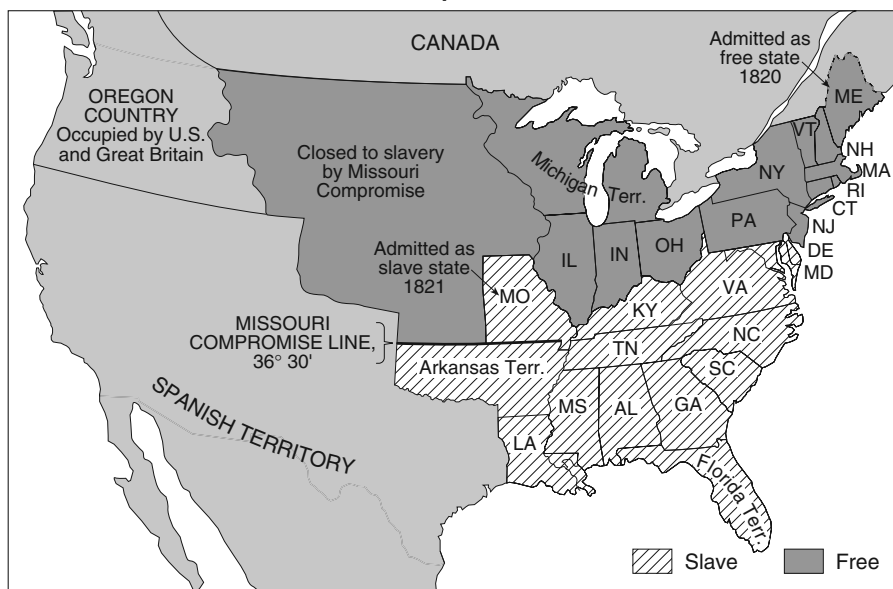 CANADA
Admitted as
free state
1820
ME
OREGON
COUNTRY
Occupied by U.S.
and Great Britain
Closed to slavery
by Missouri
Compromise
Michigan Terr.
VT
NH
MA
NY
RI
CT
NJ
PA
DE
MD
Admitted as
slave state
1821
IL
IN
OH
MO
KY
VA
MISSOURI
COMPROMISE LINE,
36° 30'
TN
NC
Arkansas Terr.
SC
MS
AL
GA
LA
SPANISH TERRITORY
Florida Terr.
Slave
Free